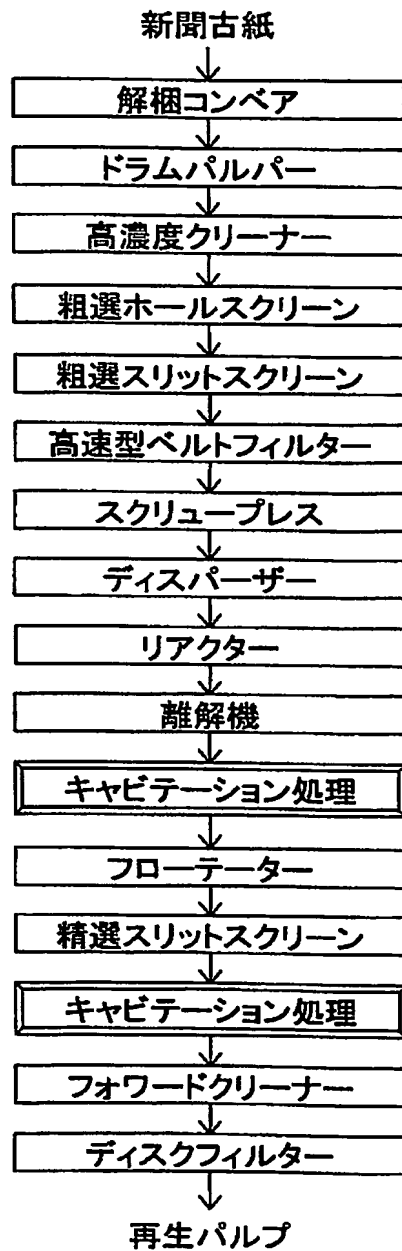 新聞古紙
解梱コンベア
ドラムパルパー
高濃度クリーナー
粗選ホールスクリーン
粗選スリットスクリーン
高速型ベルトフィルター
スクリュープレス
ディスパーザー
リアクター
離解機
キャビテーション処理
フローテーター
精選スリットスクリーン
キャビテーション処理
フォワードクリーナー
ディスクフィルター
再生パルプ